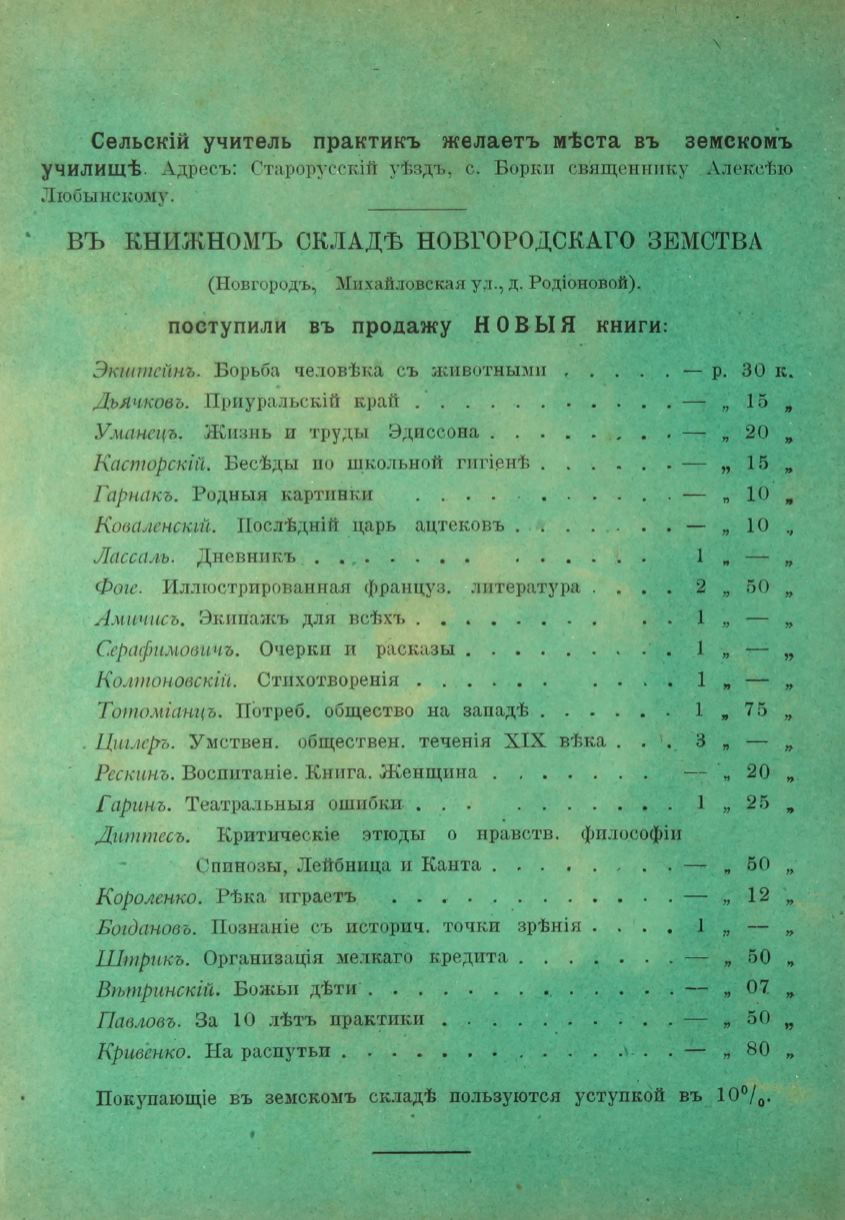 Сельскій учитель практикъ желаетъ мѣста въ земскомъ
училищѣ. Адресъ: Старорусскій уѣздъ, с. Борки священнику Алексѣю
Любынскому.
ВЪ КНИЖНОМЪ СКЛАДѢ НОВГОРОДСКАГО ЗЕМСТВА
(Новгородъ, Михайловская ул., д. Родіоновой).
поступили въ продажу НОВЫЯ книги:
Экштейнъ. Борьба человѣка съ животными . . . . . — р. 30 к.
Дьячковъ. Приуральскій край . . . . . . . . . . . — „ 15 „
Уманецъ. Жизнь и труды Эдиссона . . . . . . . . — „ 20 „
Касторскій. Бесѣды по школьной гигіенѣ . . . . . . — „ 15 „
Гарнакъ. Родныя картинки . . . . . . . . . . — „ 10 „
Коваленскій. Послѣдній царь ацтековъ . . . . . . . — „ 10 „
Лассаль. Дневникъ . . . . . . . . . . . . 1 „ — „
Фоге. Иллюстрированная француз. литература . . . . 2 „ 50 „
Амичисъ. Экипажъ для всѣхъ . . . . . . . . . . 1 „ — „
Серафимовичъ. Очерки и расказы . . . . . . . . . 1 „ — „
Колтоновскій. Стихотворенія . . . . . . . . . . 1 „ — „
Тотоміанцъ. Потреб. общество на западѣ . . . . . . 1 „ 75 „
Циглеръ. Умствен. обществен. теченія XIX вѣка . . . 3 „ — „
Рескинъ. Воспитаніе. Книга. Женщина . . . . . . . — „ 20 „
Гаринъ. Театральныя ошибки . . . . . . . . . . 1 „ 25 „
Диттесъ. Критическіе этюды о нравств. философіи
Спинозы, Лейбница и Канта . . . . . . . . — „ 50 „
Короленко. Рѣка играетъ . . . . . . . . . . . . — „ 12 „
Богдановъ. Познаніе съ историч. точки зрѣнія . . . . 1 „ — „
Штрикъ. Организація мелкаго кредита . . . . . . . — „ 50 „
Вѣтринскій. Божьи дѣти . . . . . . . . . . . . . — „ 07 „
Павловъ. За 10 лѣтъ практики . . . . . . . . . . — „ 50 „
Кривенко. На распутьи . . . . . . . . . . . . . . — „ 80 „
Покупающіе въ земскомъ складѣ пользуются уступкой въ 10%.